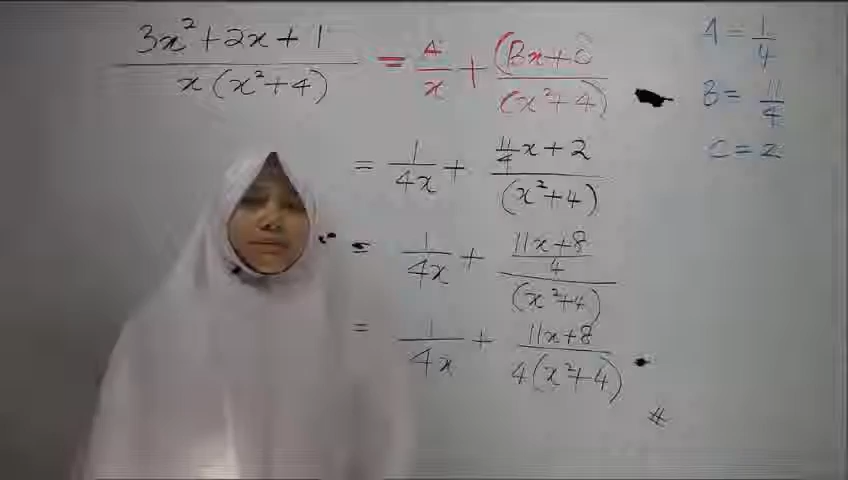 3x² + 2x + 1 / x(x² + 4) = A/x + (Bx + C) / (x² + 4)
= 1/4x + 11/4 x + 2 / (x² + 4)
= 1/4x + 11x + 8 / 4 / (x² + 4)
= 1/4x + 11x + 8 / 4(x² + 4)
#
A = 1/4
B = 11/4
C = 2